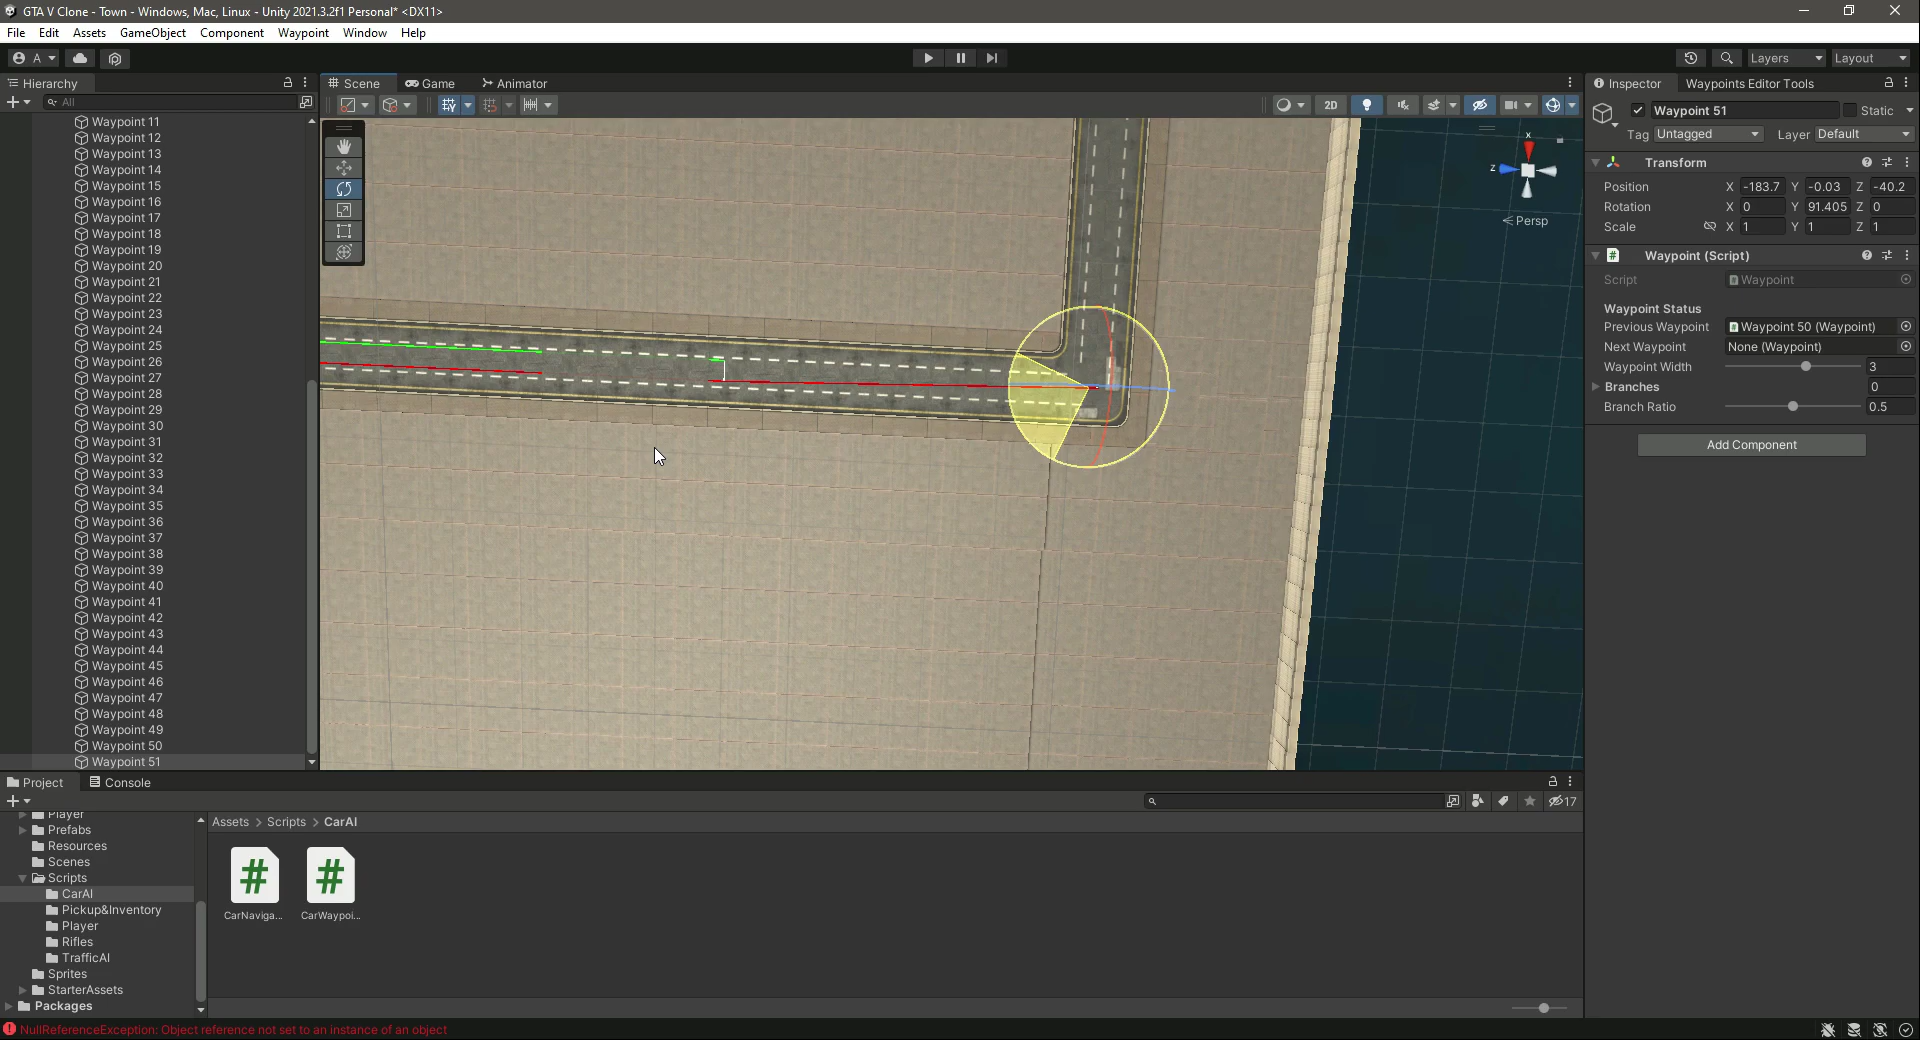 GTA V Clone - Town - Windows, Mac, Linux - Unity 2021.3.2f1 Personal* <DX11>
File Edit Assets GameObject Component Waypoint Window Help
A Layers Layout
Hierarchy
All
Waypoint 11
Waypoint 12
Waypoint 13
Waypoint 14
Waypoint 15
Waypoint 16
Waypoint 17
Waypoint 18
Waypoint 19
Waypoint 20
Waypoint 21
Waypoint 22
Waypoint 23
Waypoint 24
Waypoint 25
Waypoint 26
Waypoint 27
Waypoint 28
Waypoint 29
Waypoint 30
Waypoint 31
Waypoint 32
Waypoint 33
Waypoint 34
Waypoint 35
Waypoint 36
Waypoint 37
Waypoint 38
Waypoint 39
Waypoint 40
Waypoint 41
Waypoint 42
Waypoint 43
Waypoint 44
Waypoint 45
Waypoint 46
Waypoint 47
Waypoint 48
Waypoint 49
Waypoint 50
Waypoint 51
Scene Game Animator
2D
x
z
< Persp
Inspector Waypoints Editor Tools
Waypoint 51 Static
Tag Untagged Layer Default
Transform
Position X -183.7 Y -0.03 Z -40.2
Rotation X 0 Y 91.405 Z 0
Scale X 1 Y 1 Z 1
# Waypoint (Script)
Script # Waypoint
Waypoint Status
Previous Waypoint # Waypoint 50 (Waypoint)
Next Waypoint None (Waypoint)
Waypoint Width 3
Branches 0
Branch Ratio 0.5
Add Component
Project Console
17
Player
Prefabs
Resources
Scenes
Scripts
CarAI
Pickup&Inventory
Player
Rifles
TrafficAI
Sprites
StarterAssets
Packages
Assets > Scripts > CarAI
# #
CarNaviga... CarWaypoi...
NullReferenceException: Object reference not set to an instance of an object